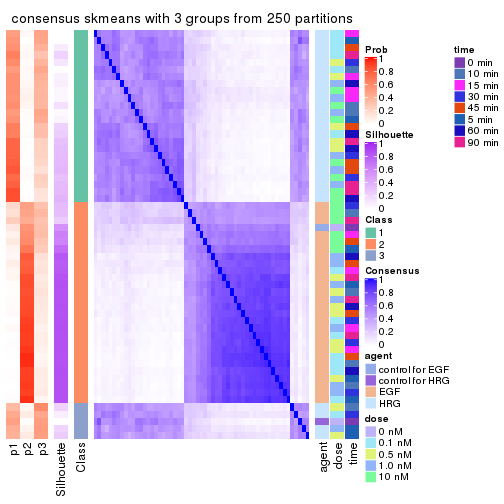 consensus skmeans with 3 groups from 250 partitions
Prob
1
0.8
0.6
0.4
0.2
0
Silhouette
1
0.8
0.6
0.4
0.2
0
Class
1
2
3
Consensus
1
0.8
0.6
0.4
0.2
0
agent
control for EGF
control for HRG
EGF
HRG
dose
0 nM
0.1 nM
0.5 nM
1.0 nM
10 nM
time
0 min
10 min
15 min
30 min
45 min
5 min
60 min
90 min
p1
p2
p3
Silhouette
Class
agent
dose
time